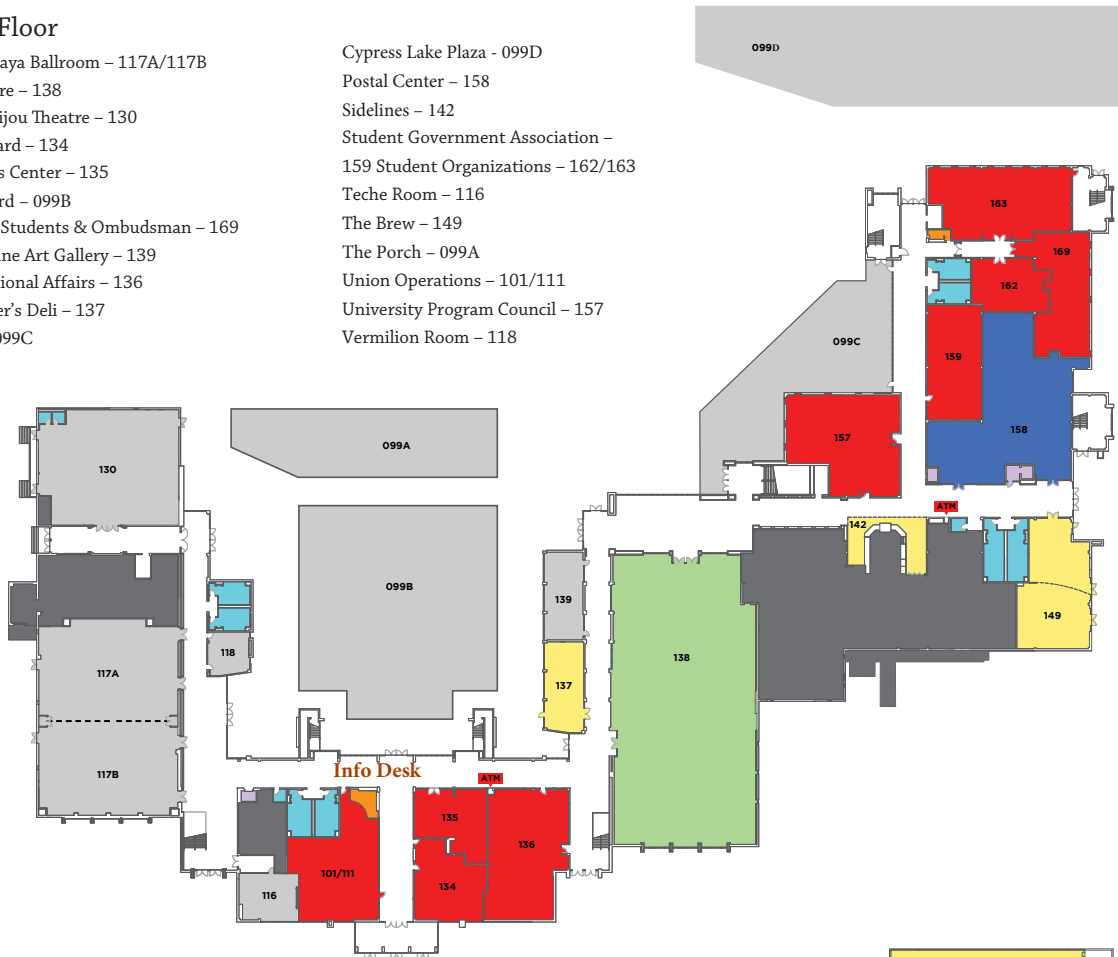 Floor
aya Ballroom – 117A/117B
re – 138
ijou Theatre – 130
ard – 134
s Center – 135
rd – 099B
Students & Ombudsman – 169
ne Art Gallery – 139
ional Affairs – 136
er's Deli – 137
099C
Cypress Lake Plaza - 099D
Postal Center – 158
Sidelines – 142
Student Government Association –
159 Student Organizations – 162/163
Teche Room – 116
The Brew – 149
The Porch – 099A
Union Operations – 101/111
University Program Council – 157
Vermilion Room – 118
099D
163
169
162
099C
159
157
158
099A
130
ATM
142
099B
139
149
118
138
117A
137
117B
Info Desk
ATM
135
136
101/111
134
116